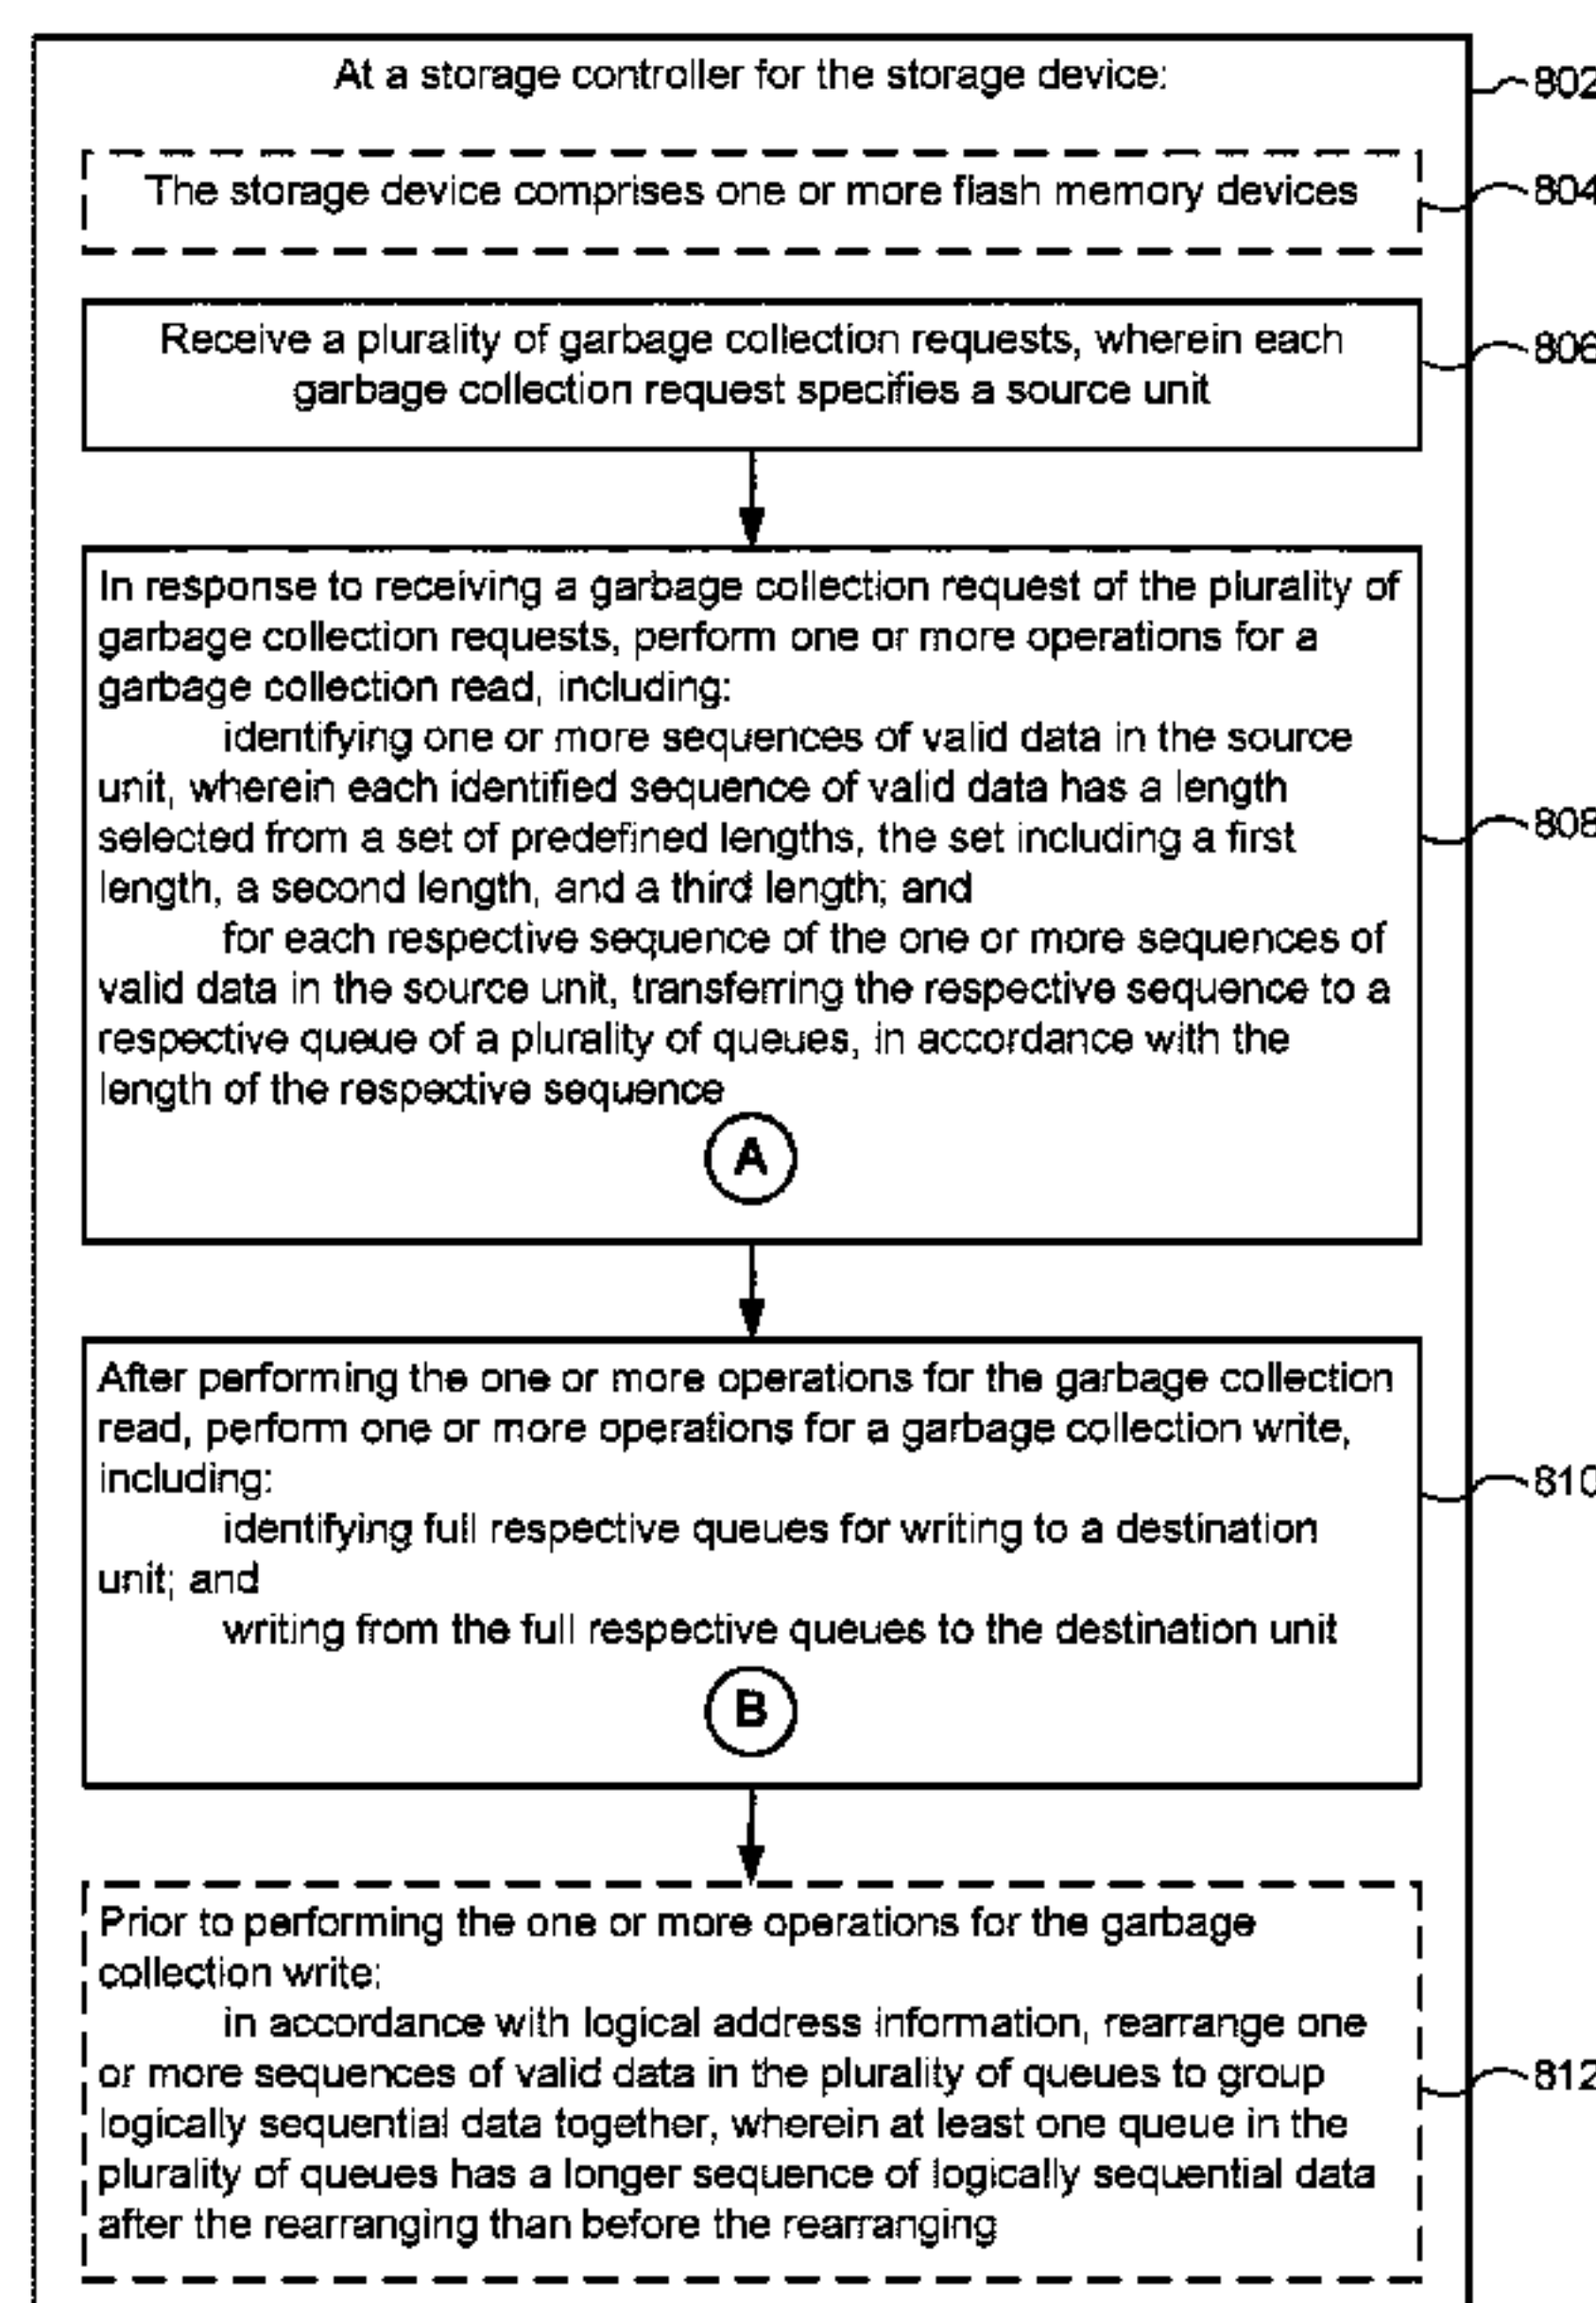 At a storage controller for the storage device:
802
The storage device comprises one or more flash memory devices
804
Receive a plurality of garbage collection requests, wherein each
garbage collection request specifies a source unit
806
In response to receiving a garbage collection request of the plurality of
garbage collection requests, perform one or more operations for a
garbage collection read, including:
identifying one or more sequences of valid data in the source
unit, wherein each identified sequence of valid data has a length
selected from a set of predefined lengths, the set including a first
length, a second length, and a third length; and
for each respective sequence of the one or more sequences of
valid data in the source unit, transferring the respective sequence to a
respective queue of a plurality of queues, in accordance with the
length of the respective sequence
A
808
After performing the one or more operations for the garbage collection
read, perform one or more operations for a garbage collection write,
including:
identifying full respective queues for writing to a destination
unit; and
writing from the full respective queues to the destination unit
B
810
Prior to performing the one or more operations for the garbage
collection write:
in accordance with logical address information, rearrange one
or more sequences of valid data in the plurality of queues to group
logically sequential data together, wherein at least one queue in the
plurality of queues has a longer sequence of logically sequential data
after the rearranging than before the rearranging
812